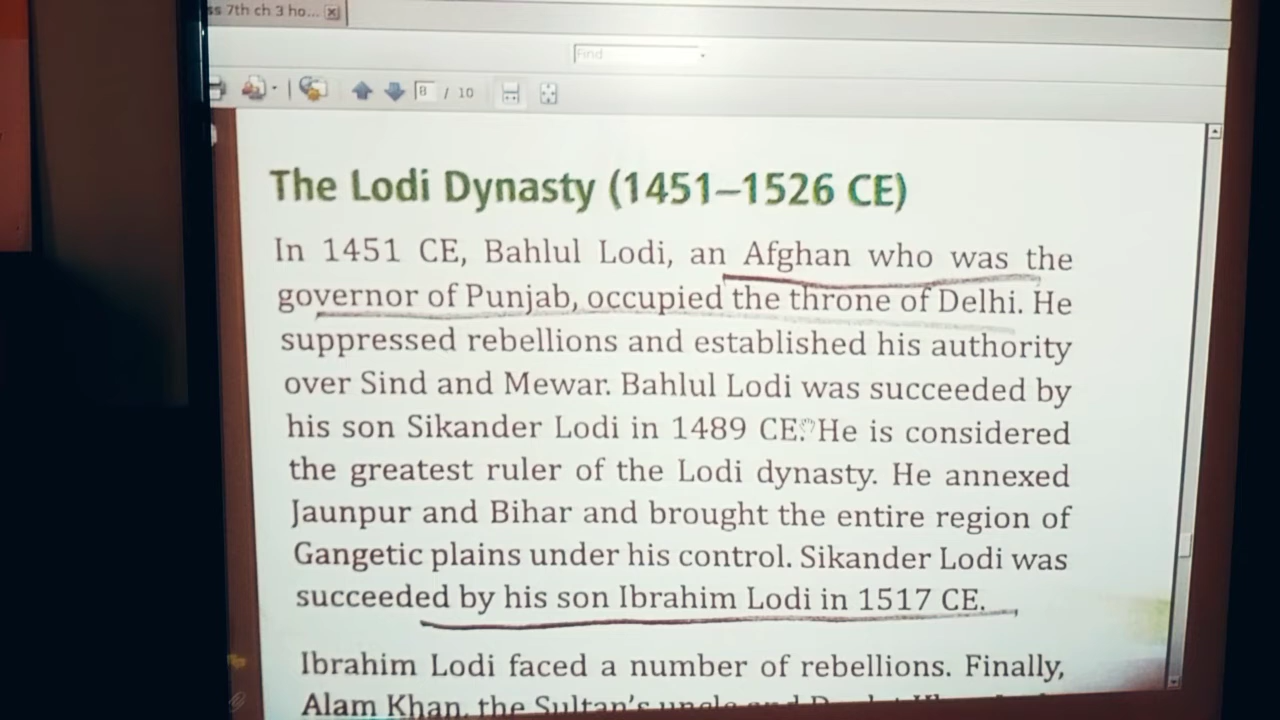 ss 7th ch 3 ho...
Find
8 / 10
The Lodi Dynasty (1451–1526 CE)
In 1451 CE, Bahlul Lodi, an Afghan who was the
governor of Punjab, occupied the throne of Delhi. He
suppressed rebellions and established his authority
over Sind and Mewar. Bahlul Lodi was succeeded by
his son Sikander Lodi in 1489 CE. He is considered
the greatest ruler of the Lodi dynasty. He annexed
Jaunpur and Bihar and brought the entire region of
Gangetic plains under his control. Sikander Lodi was
succeeded by his son Ibrahim Lodi in 1517 CE.
Ibrahim Lodi faced a number of rebellions. Finally,
Alam Khan, the Sultan's uncle and